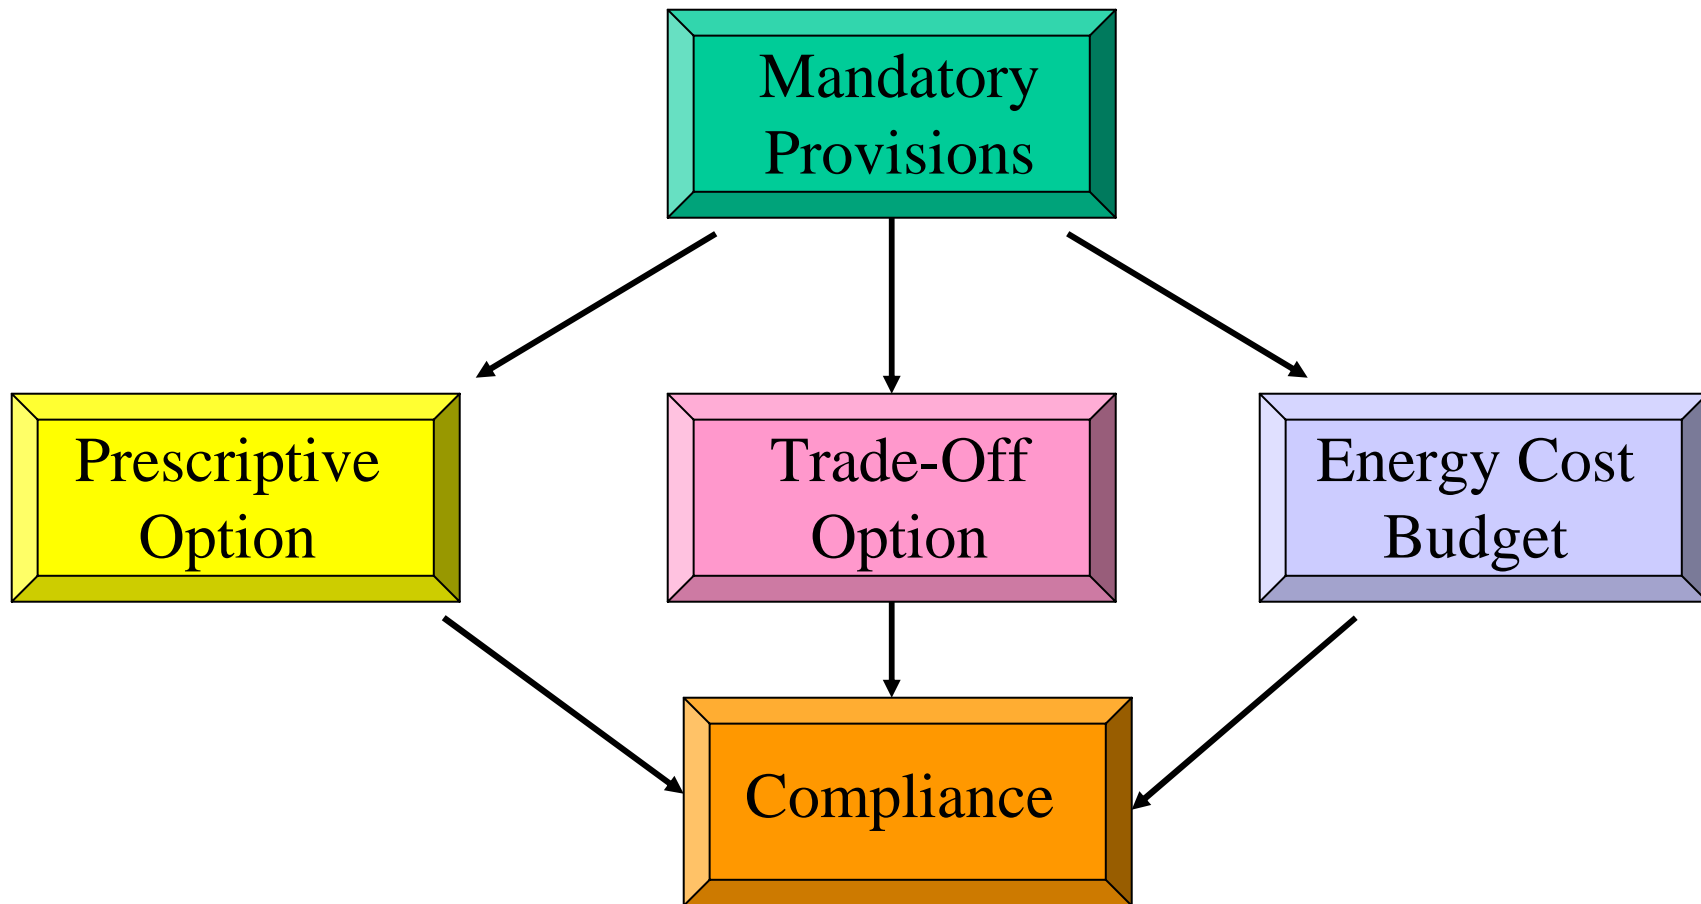 Mandatory
Provisions
Prescriptive
Option
Trade-Off
Option
Energy Cost
Budget
Compliance